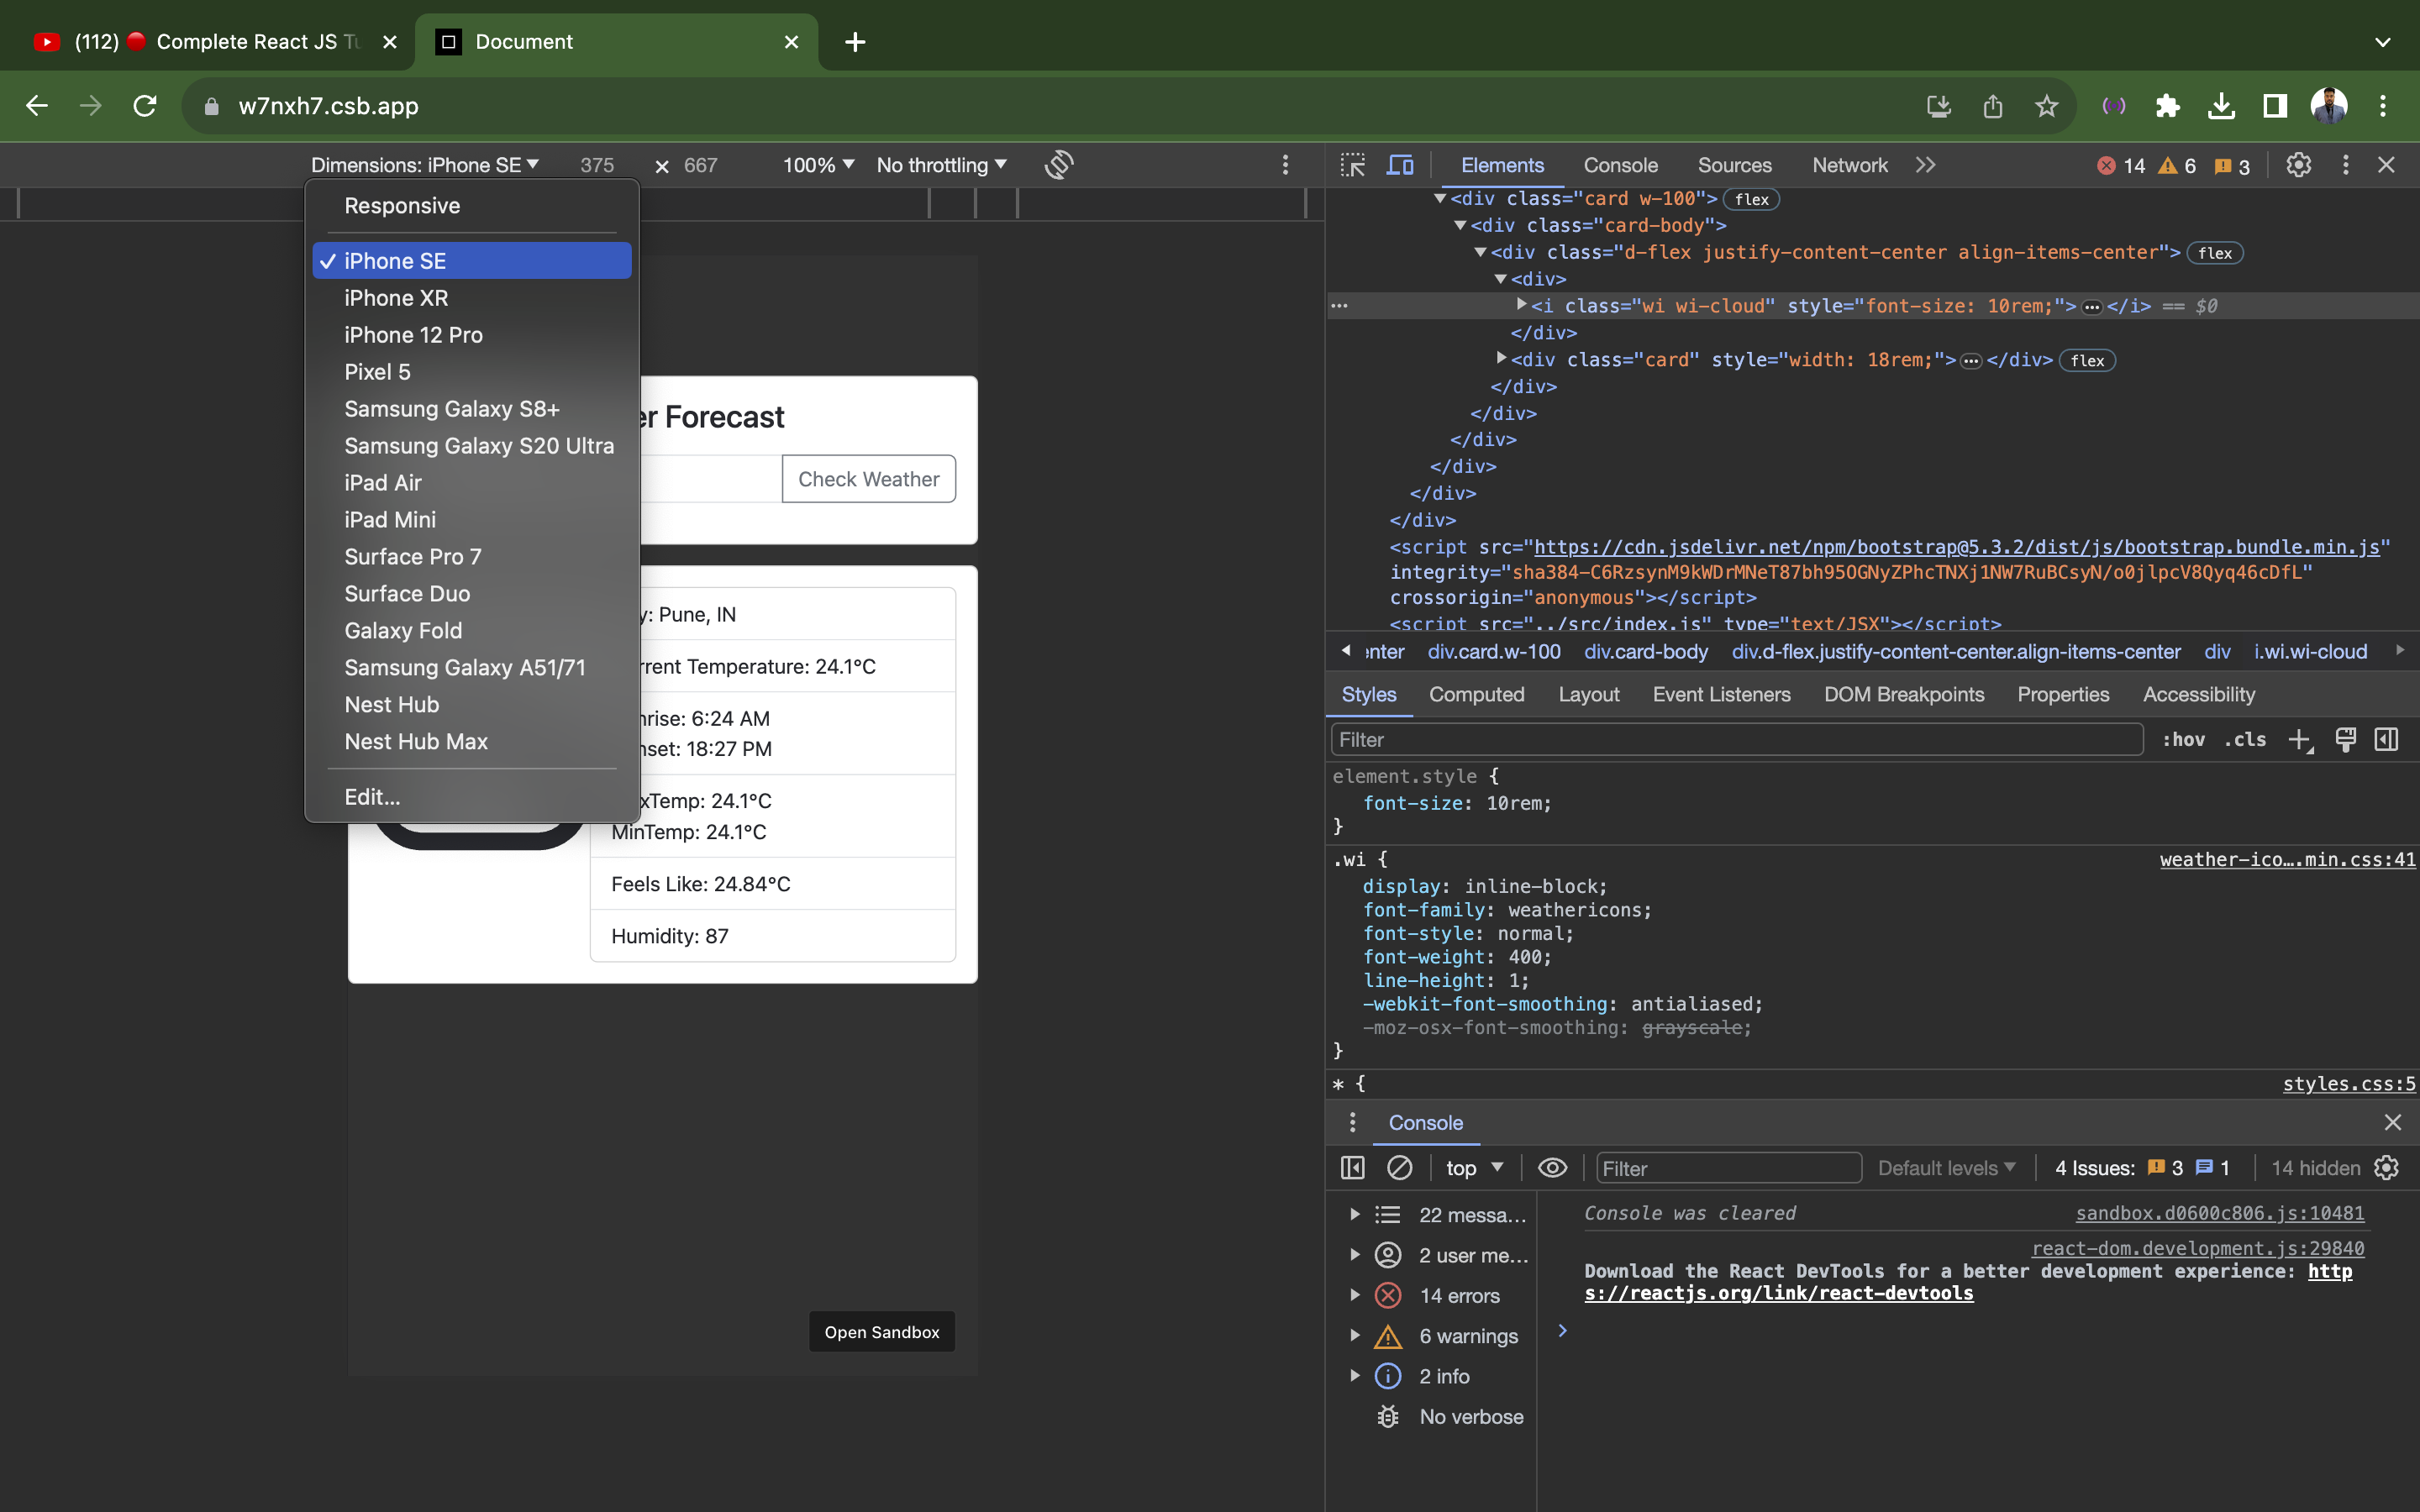 (112) 🔴 Complete React JS Tu
Document
w7nxh7.csb.app
Dimensions: iPhone SE 375 × 667 100% No throttling
Responsive
iPhone SE
iPhone XR
iPhone 12 Pro
Pixel 5
Samsung Galaxy S8+
Samsung Galaxy S20 Ultra
iPad Air
iPad Mini
Surface Pro 7
Surface Duo
Galaxy Fold
Samsung Galaxy A51/71
Nest Hub
Nest Hub Max
Edit...
er Forecast
Check Weather
y: Pune, IN
rrent Temperature: 24.1°C
nrise: 6:24 AM
nset: 18:27 PM
xTemp: 24.1°C
MinTemp: 24.1°C
Feels Like: 24.84°C
Humidity: 87
Open Sandbox
Elements Console Sources Network 14 6 3
<div class="card w-100"> flex
<div class="card-body">
<div class="d-flex justify-content-center align-items-center"> flex
<div>
<i class="wi wi-cloud" style="font-size: 10rem;">…</i> == $0
</div>
<div class="card" style="width: 18rem;">…</div> flex
</div>
</div>
</div>
</div>
</div>
</div>
<script src="https://cdn.jsdelivr.net/npm/bootstrap@5.3.2/dist/js/bootstrap.bundle.min.js"
integrity="sha384-C6RzsynM9kWDrMNeT87bh95OGNyZPhcTNXj1NW7RuBCsyN/o0jlpcV8Qyq46cDfL"
crossorigin="anonymous"></script>
<script src="../src/index.js" type="text/JSX"></script>
enter div.card.w-100 div.card-body div.d-flex.justify-content-center.align-items-center div i.wi.wi-cloud
Styles Computed Layout Event Listeners DOM Breakpoints Properties Accessibility
Filter :hov .cls
element.style {
font-size: 10rem;
}
.wi { weather-ico….min.css:41
display: inline-block;
font-family: weathericons;
font-style: normal;
font-weight: 400;
line-height: 1;
-webkit-font-smoothing: antialiased;
-moz-osx-font-smoothing: grayscale;
}
* { styles.css:5
Console
top Filter Default levels 4 Issues: 3 1 14 hidden
22 messa…
2 user me…
14 errors
6 warnings
2 info
No verbose
Console was cleared sandbox.d0600c806.js:10481
react-dom.development.js:29840
Download the React DevTools for a better development experience: http
s://reactjs.org/link/react-devtools